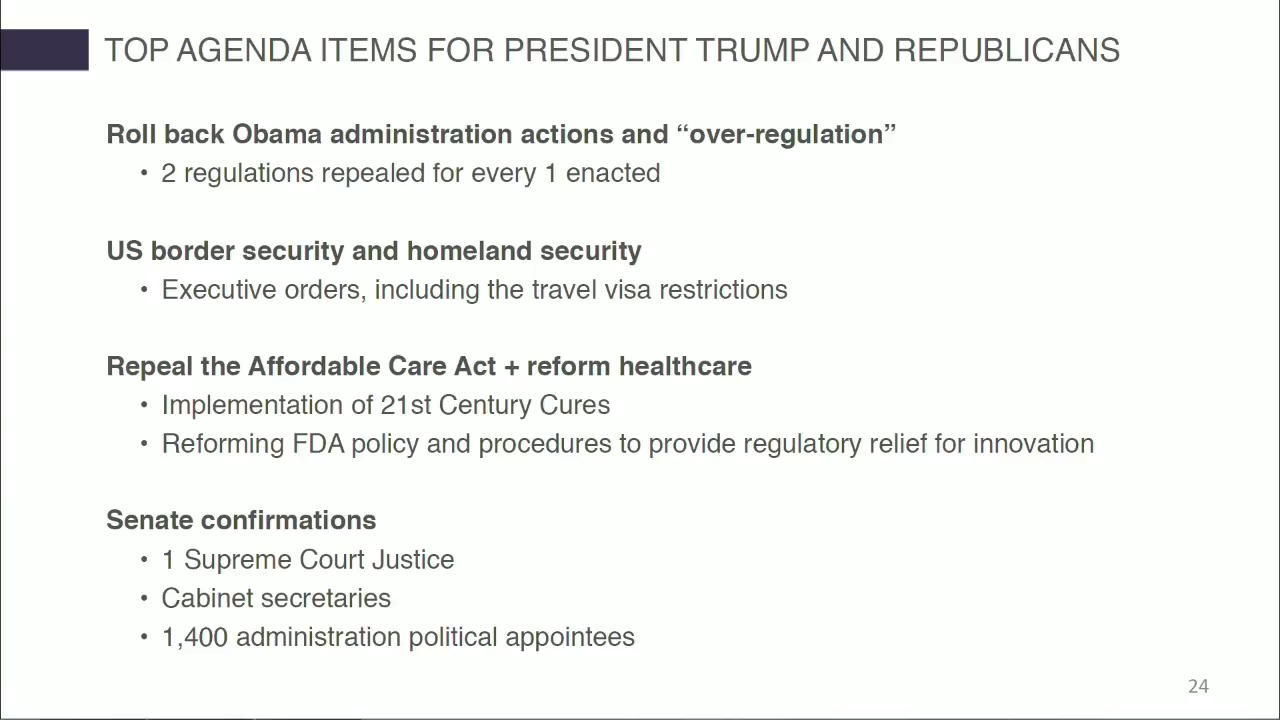 TOP AGENDA ITEMS FOR PRESIDENT TRUMP AND REPUBLICANS
Roll back Obama administration actions and “over-regulation”
• 2 regulations repealed for every 1 enacted
US border security and homeland security
• Executive orders, including the travel visa restrictions
Repeal the Affordable Care Act + reform healthcare
• Implementation of 21st Century Cures
• Reforming FDA policy and procedures to provide regulatory relief for innovation
Senate confirmations
• 1 Supreme Court Justice
• Cabinet secretaries
• 1,400 administration political appointees
24